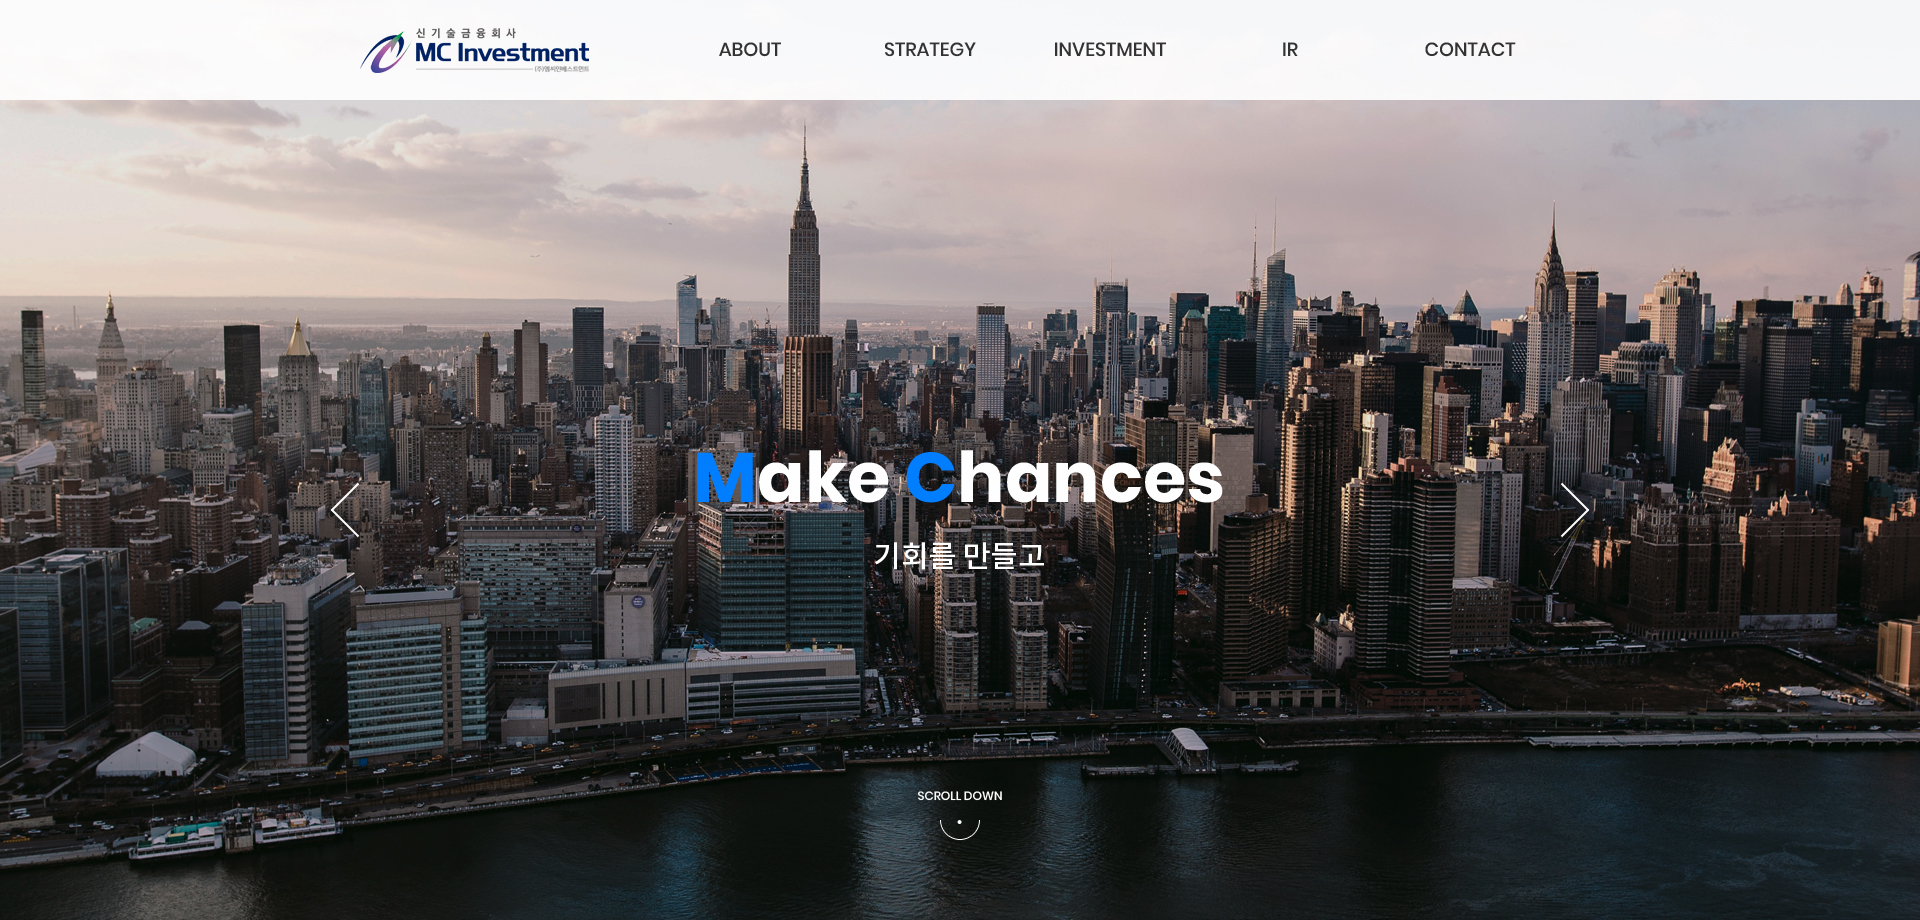 신기술금융회사
MC Investment
(주)엠씨인베스트먼트
ABOUT
STRATEGY
INVESTMENT
IR
CONTACT
Make Chances
기회를 만들고
SCROLL DOWN